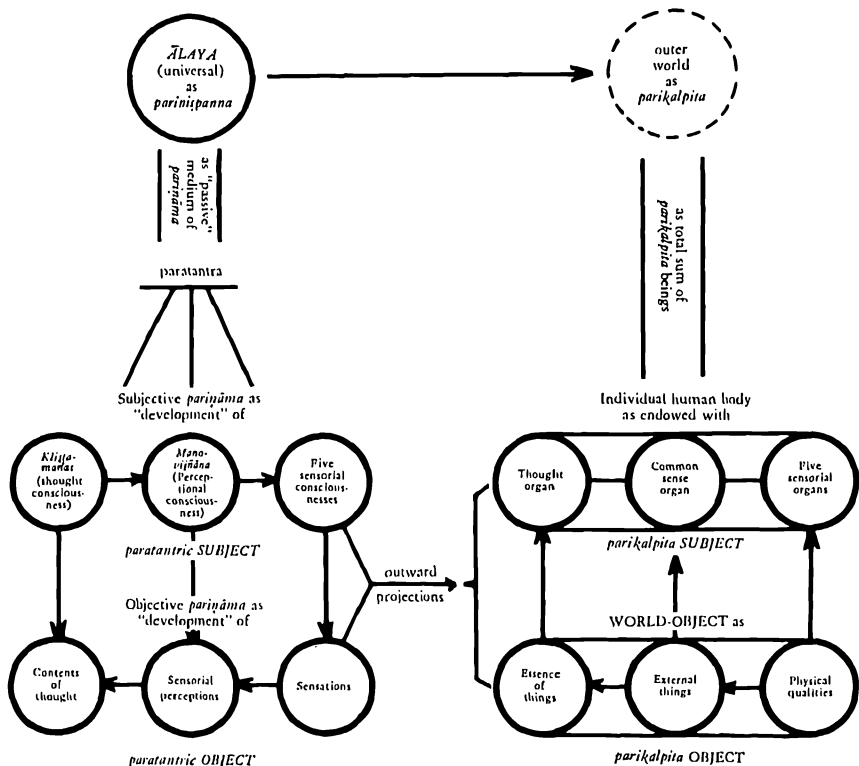 ĀLAYA
(universal)
as
pariniṣpanna
outer
world
as
parikalpita
as "passive"
medium of
pariṇāma
as total sum of
parikalpita beings
paratantra
Subjective pariṇāma as
"development" of
Individual human body
as endowed with
Kliṣṭa-
manas
(thought
conscious-
ness)
Mano-
vijñāna
(Percep-
tional
conscious-
ness)
Five
sensorial
conscious-
nesses
Thought
organ
Common
sense
organ
Five
sensorial
organs
paratantric SUBJECT
parikalpita SUBJECT
outward
projections
Objective pariṇāma as
"development" of
WORLD-OBJECT as
Contents
of
thought
Sensorial
perceptions
Sensations
Essence
of
things
External
things
Physical
qualities
paratantric OBJECT
parikalpita OBJECT